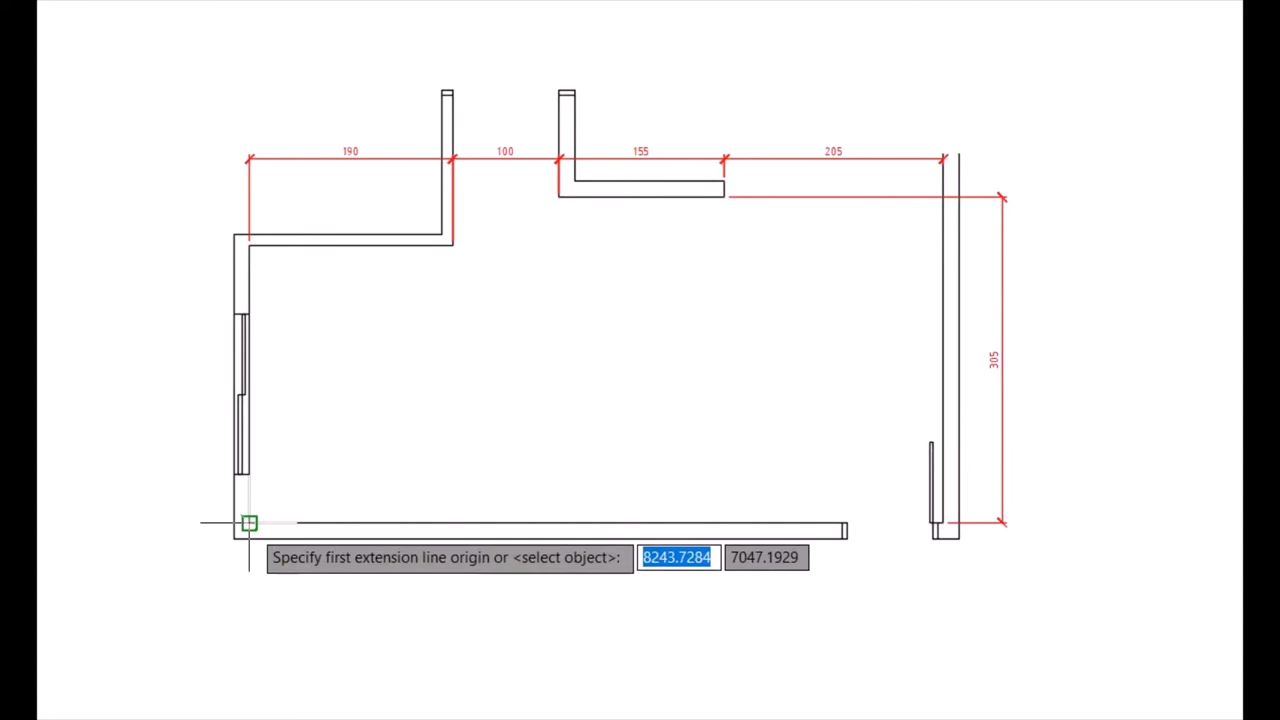 190 100 155 205
305
Specify first extension line origin or <select object>: 8243.7284 7047.1929